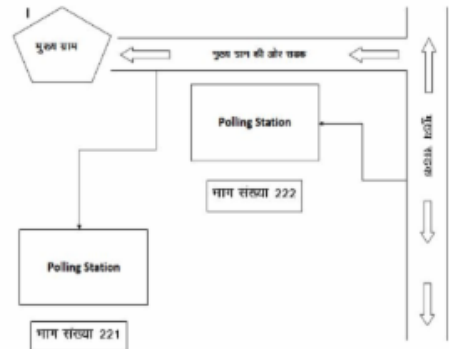 मुख्य ग्राम
मुख्य ग्राम की ओर सड़क
Polling Station
मुख्य सड़क
भाग संख्या 222
Polling Station
भाग संख्या 221